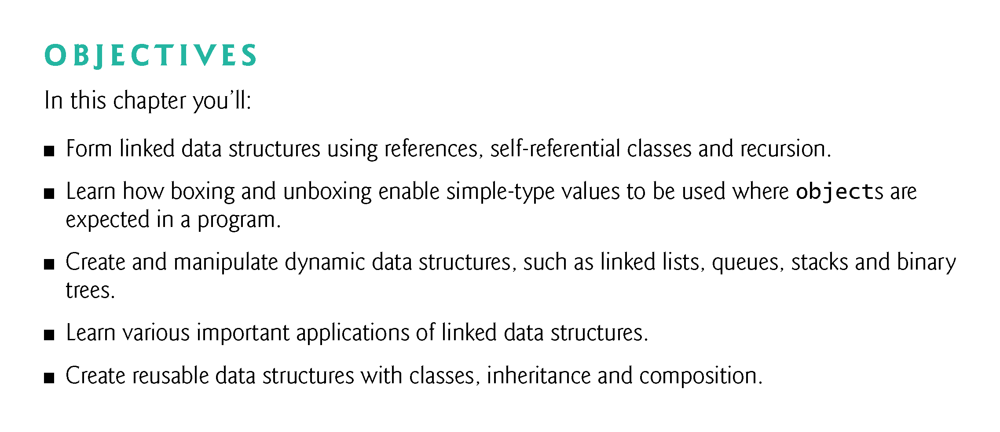 OBJECTIVES
In this chapter you’ll:
■ Form linked data structures using references, self-referential classes and recursion.
■ Learn how boxing and unboxing enable simple-type values to be used where objects are
expected in a program.
■ Create and manipulate dynamic data structures, such as linked lists, queues, stacks and binary
trees.
■ Learn various important applications of linked data structures.
■ Create reusable data structures with classes, inheritance and composition.